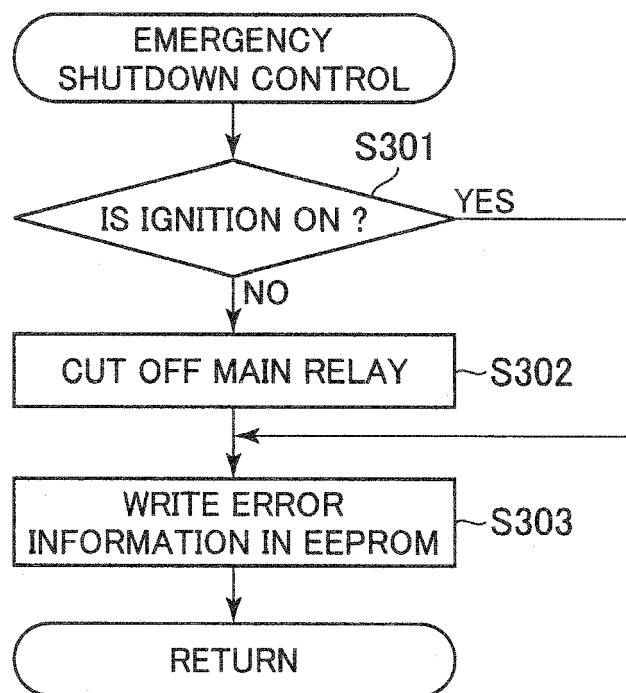 EMERGENCY
SHUTDOWN CONTROL
S301
IS IGNITION ON ?
YES
NO
CUT OFF MAIN RELAY
S302
WRITE ERROR
INFORMATION IN EEPROM
S303
RETURN